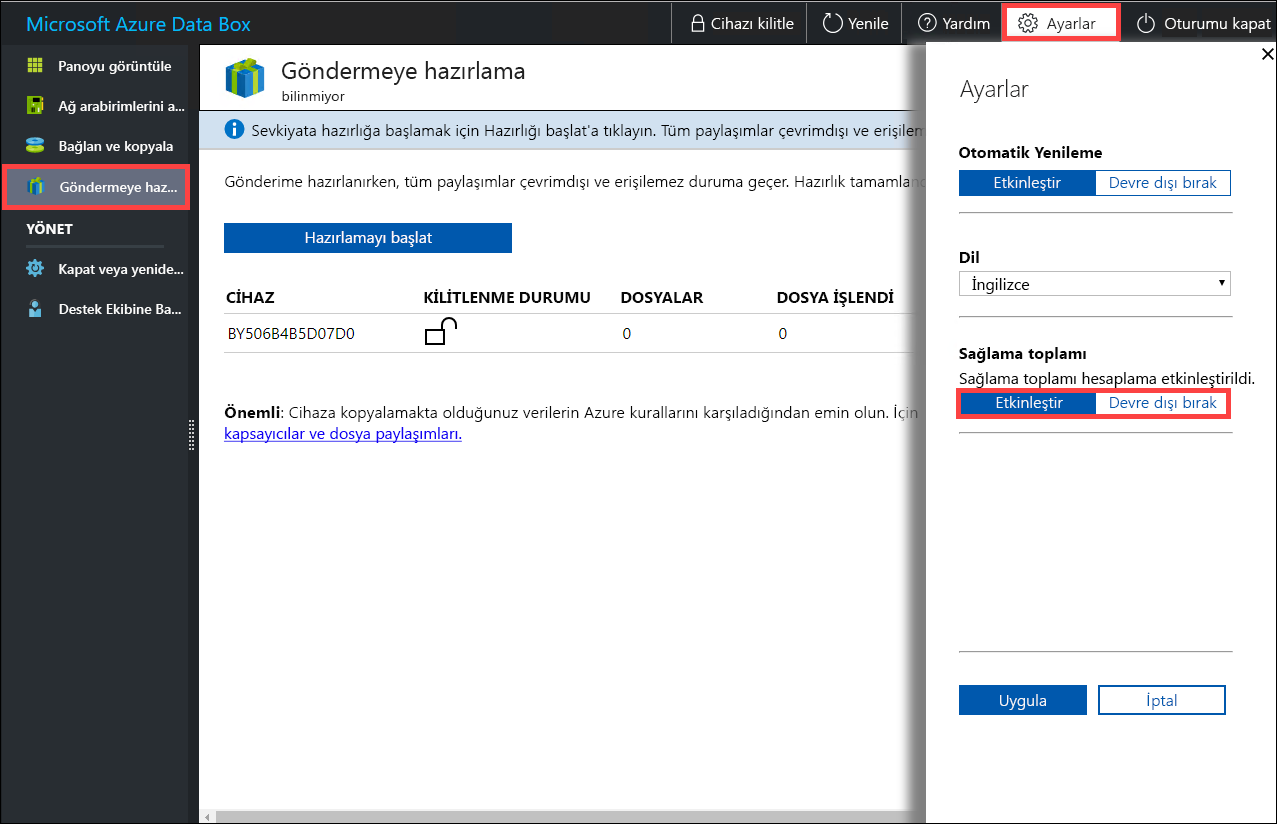 Microsoft Azure Data Box
Cihazı kilitle
Yenile
Yardım
Ayarlar
Oturumu kapat
Panoyu görüntüle
Ağ arabirimlerini a...
Bağlan ve kopyala
Göndermeye haz...
YÖNET
Kapat veya yenide...
Destek Ekibine Ba...
Göndermeye hazırlama
bilinmiyor
Sevkiyata hazırlığa başlamak için Hazırlığı başlat'a tıklayın. Tüm paylaşımlar çevrimdışı ve erişilem
Gönderime hazırlanırken, tüm paylaşımlar çevrimdışı ve erişilemez duruma geçer. Hazırlık tamamland
Hazırlamayı başlat
CİHAZ KİLİTLENME DURUMU DOSYALAR DOSYA İŞLENDİ
BY506B4B5D07D0 0 0
Önemli: Cihaza kopyalamakta olduğunuz verilerin Azure kurallarını karşıladığından emin olun. İçin
kapsayıcılar ve dosya paylaşımları.
Ayarlar
Otomatik Yenileme
Etkinleştir Devre dışı bırak
Dil
İngilizce
Sağlama toplamı
Sağlama toplamı hesaplama etkinleştirildi.
Etkinleştir Devre dışı bırak
Uygula İptal